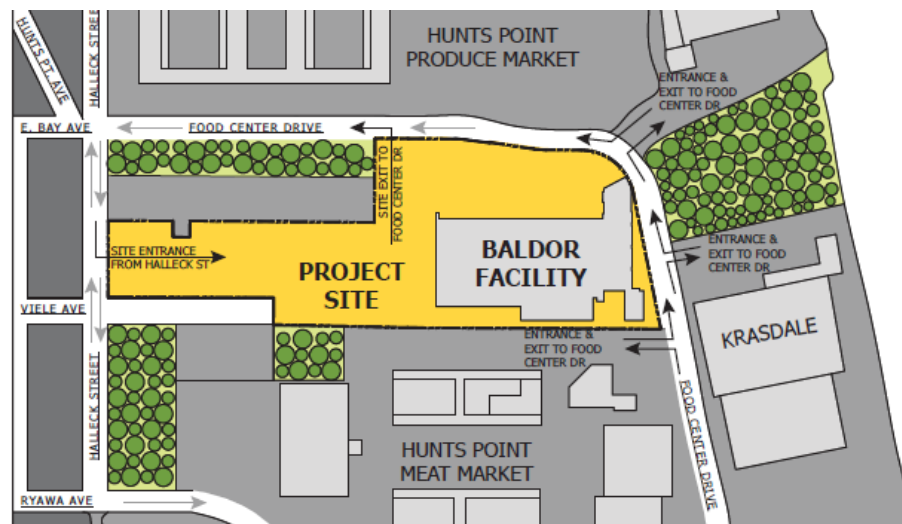 HUNTS PT. AVE
HALLECK STREET
HUNTS POINT
PRODUCE MARKET
ENTRANCE &
EXIT TO FOOD
CENTER DR
E. BAY AVE
FOOD CENTER DRIVE
SITE EXIT TO
FOOD CENTER DR
SITE ENTRANCE
FROM HALLECK ST
PROJECT
SITE
BALDOR
FACILITY
ENTRANCE &
EXIT TO FOOD
CENTER DR
VIELE AVE
KRASDALE
ENTRANCE &
EXIT TO FOOD
CENTER DR
HALLECK STREET
FOOD CENTER DRIVE
HUNTS POINT
MEAT MARKET
RYAWA AVE